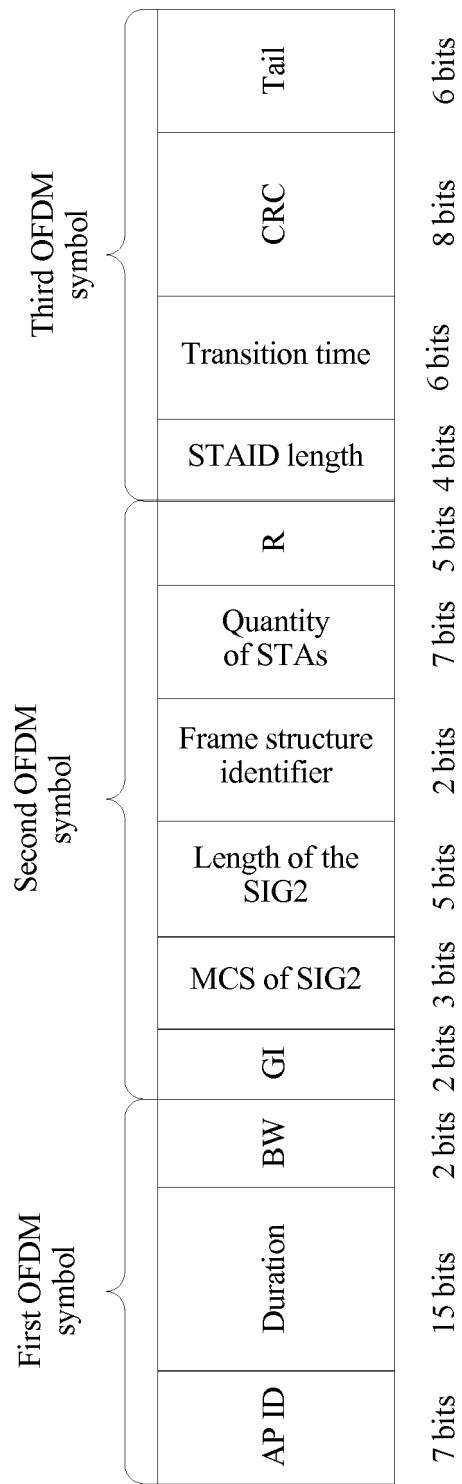 First OFDM
symbol
Second OFDM
symbol
Third OFDM
symbol
AP ID
Duration
BW
GI
MCS of SIG2
Length of the
SIG2
Frame structure
identifier
Quantity
of STAs
R
STAID length
Transition time
CRC
Tail
7 bits
15 bits
2 bits
2 bits
3 bits
5 bits
2 bits
7 bits
5 bits
4 bits
6 bits
8 bits
6 bits